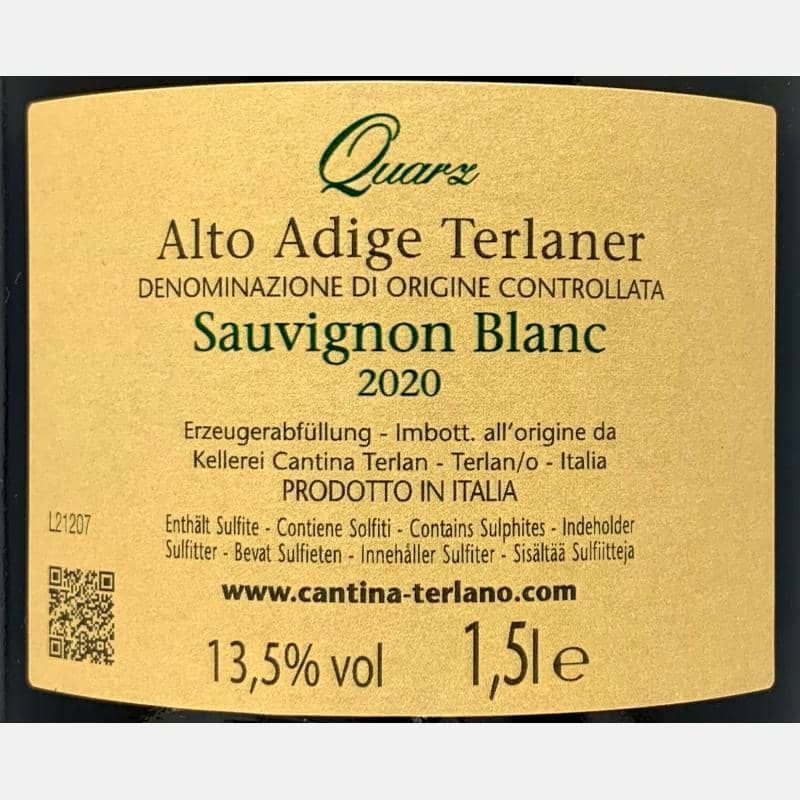 Quarz
Alto Adige Terlaner
DENOMINAZIONE DI ORIGINE CONTROLLATA
Sauvignon Blanc
2020
Erzeugerabfüllung - Imbott. all'origine da
Kellerei Cantina Terlan - Terlan/o - Italia
PRODOTTO IN ITALIA
L21207
Enthält Sulfite - Contiene Solfiti - Contains Sulphites - Indeholder
Sulfitter - Bevat Sulfieten - Innehåller Sulfiter - Sisältää Sulfiitteja
www.cantina-terlano.com
13,5% vol 1,5l e